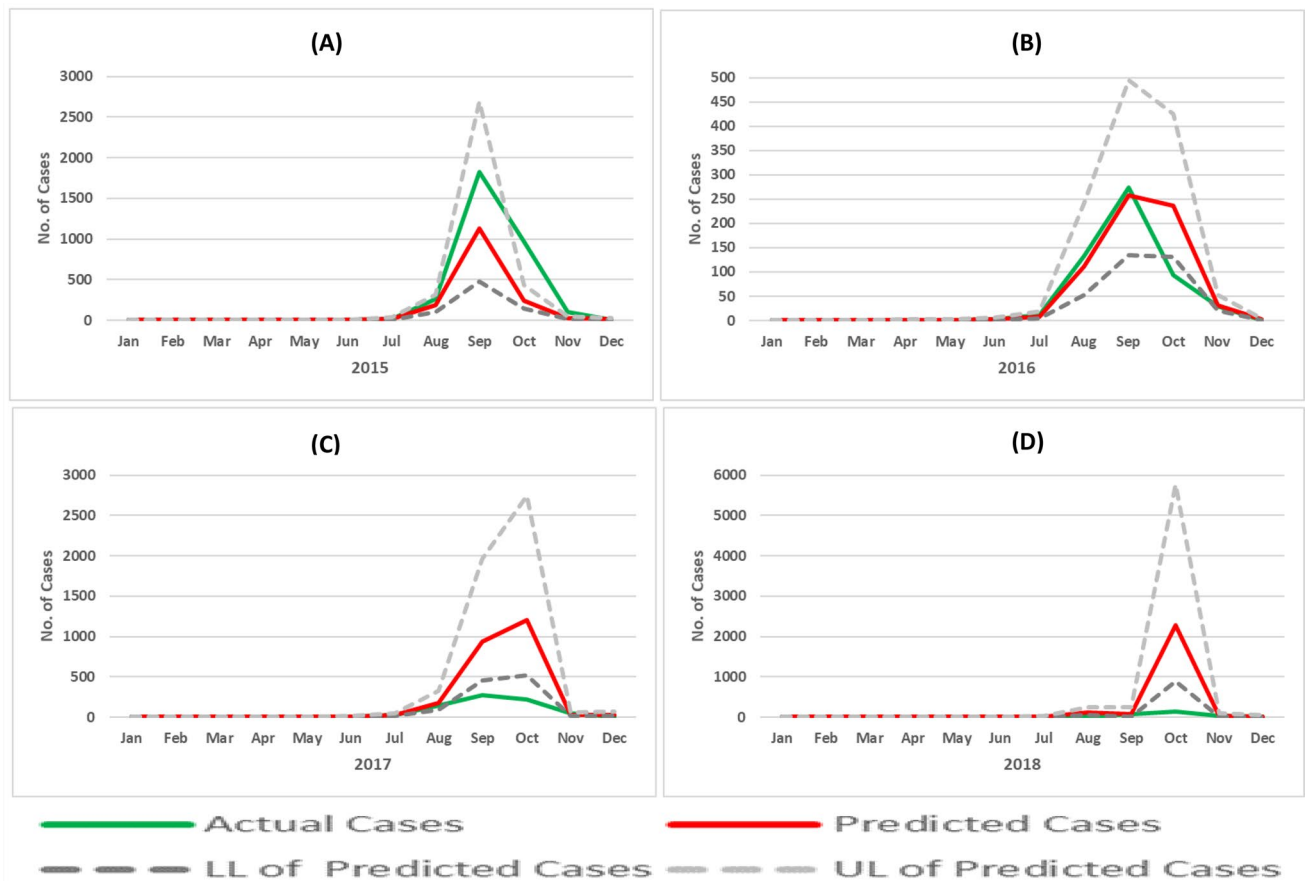 (A)
No. of Cases
3000
2500
2000
1500
1000
500
0
Jan Feb Mar Apr May Jun Jul Aug Sep Oct Nov Dec
2015
(B)
No. of Cases
500
450
400
350
300
250
200
150
100
50
0
Jan Feb Mar Apr May Jun Jul Aug Sep Oct Nov Dec
2016
(C)
No. of Cases
3000
2500
2000
1500
1000
500
0
Jan Feb Mar Apr May Jun Jul Aug Sep Oct Nov Dec
2017
(D)
No. of Cases
6000
5000
4000
3000
2000
1000
0
Jan Feb Mar Apr May Jun Jul Aug Sep Oct Nov Dec
2018
Actual Cases Predicted Cases
LL of Predicted Cases UL of Predicted Cases